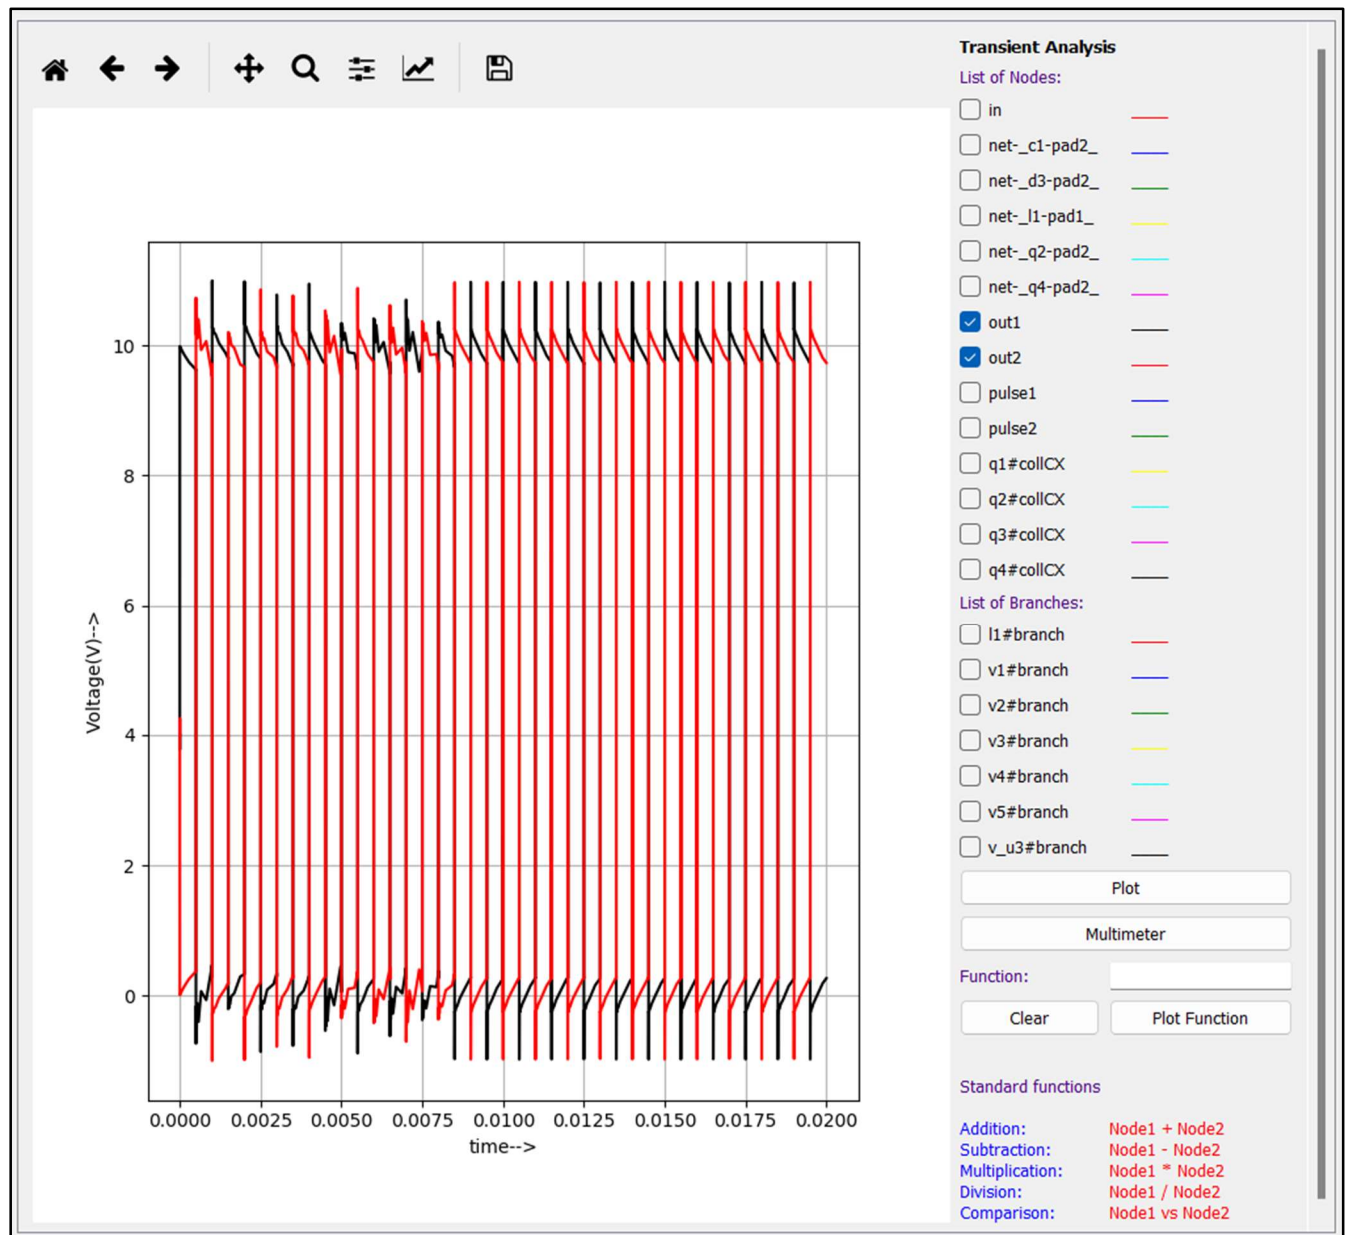 Transient Analysis
List of Nodes:
in
net-_c1-pad2_
net-_d3-pad2_
net-_l1-pad1_
net-_q2-pad2_
net-_q4-pad2_
out1
out2
pulse1
pulse2
q1#collCX
q2#collCX
q3#collCX
q4#collCX
List of Branches:
l1#branch
v1#branch
v2#branch
v3#branch
v4#branch
v5#branch
v_u3#branch
Plot
Multimeter
Function:
Clear Plot Function
Standard functions
Addition: Node1 + Node2
Subtraction: Node1 - Node2
Multiplication: Node1 * Node2
Division: Node1 / Node2
Comparison: Node1 vs Node2
Voltage(V)-->
10
8
6
4
2
0
0.0000 0.0025 0.0050 0.0075 0.0100 0.0125 0.0150 0.0175 0.0200
time-->